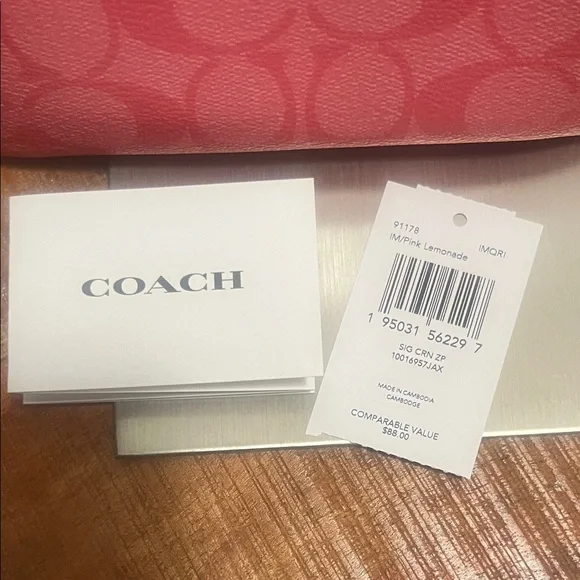 COACH
91178
IM/Pink Lemonade IMQRI
1 95031 56229 7
SIG CRN ZP
10016957JAX
MADE IN CAMBODIA
CAMBODGE
COMPARABLE VALUE
$88.00